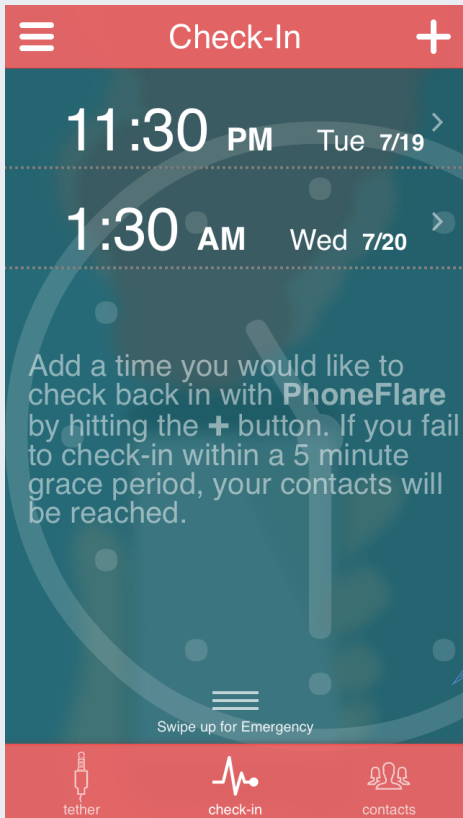 Check-In
11:30 PM Tue 7/19
1:30 AM Wed 7/20
Add a time you would like to
check back in with PhoneFlare
by hitting the + button. If you fail
to check-in within a 5 minute
grace period, your contacts will
be reached.
Swipe up for Emergency
tether check-in contacts